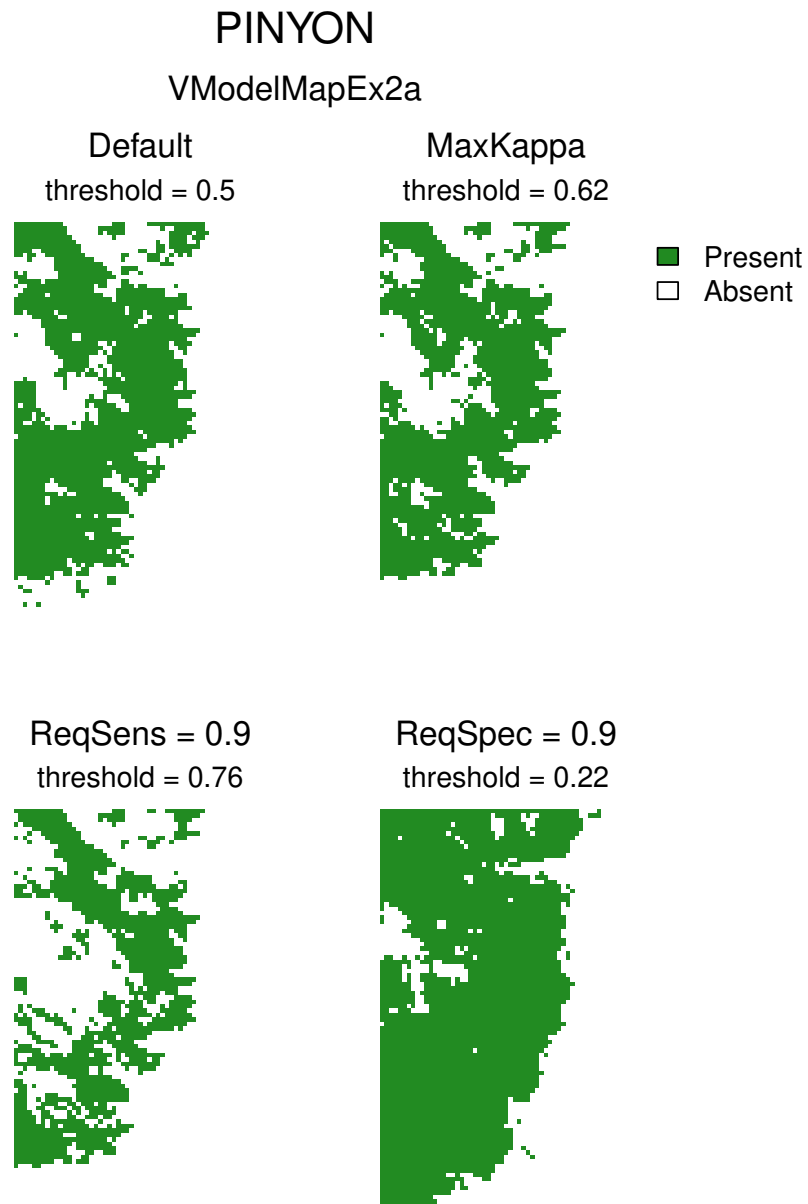 PINYON
VModelMapEx2a
Default
threshold = 0.5
MaxKappa
threshold = 0.62
Present
Absent
ReqSens = 0.9
threshold = 0.76
ReqSpec = 0.9
threshold = 0.22